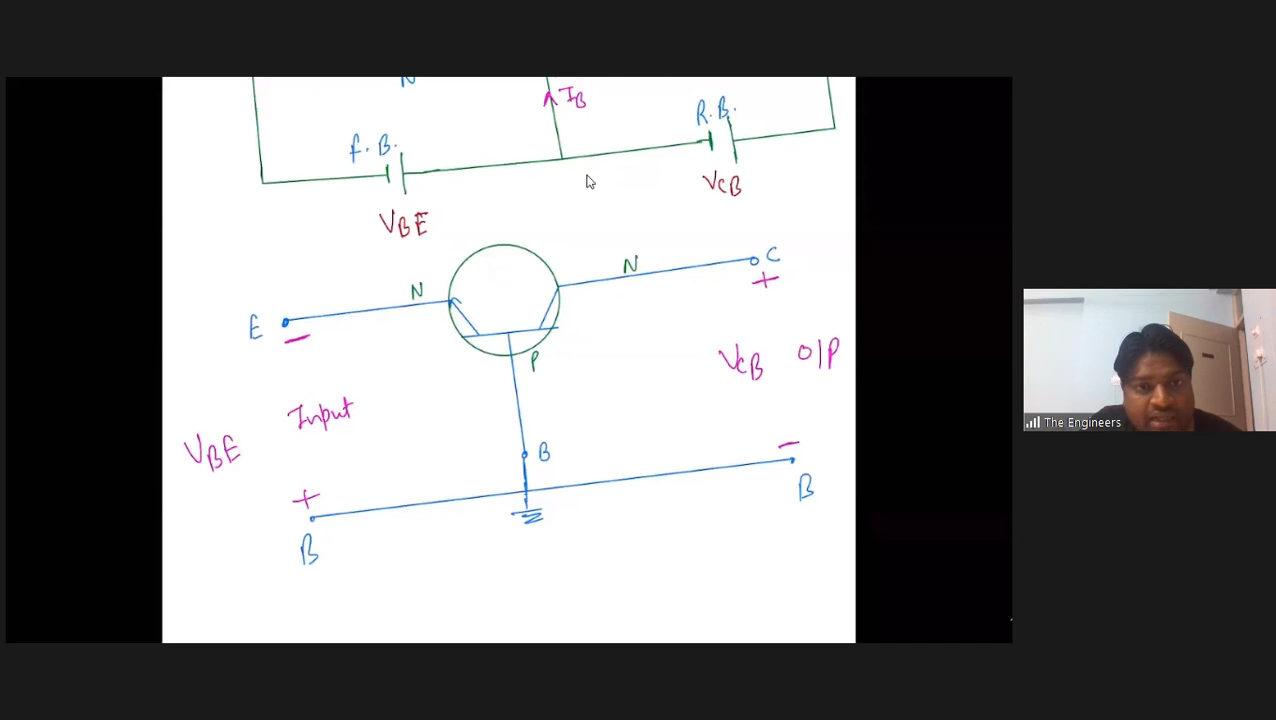 N
IB
R.B.
f.B.
VCB
VBE
N
N
C
+
E
-
P
VCB O/P
Input
VBE
B
-
+
B
B
The Engineers